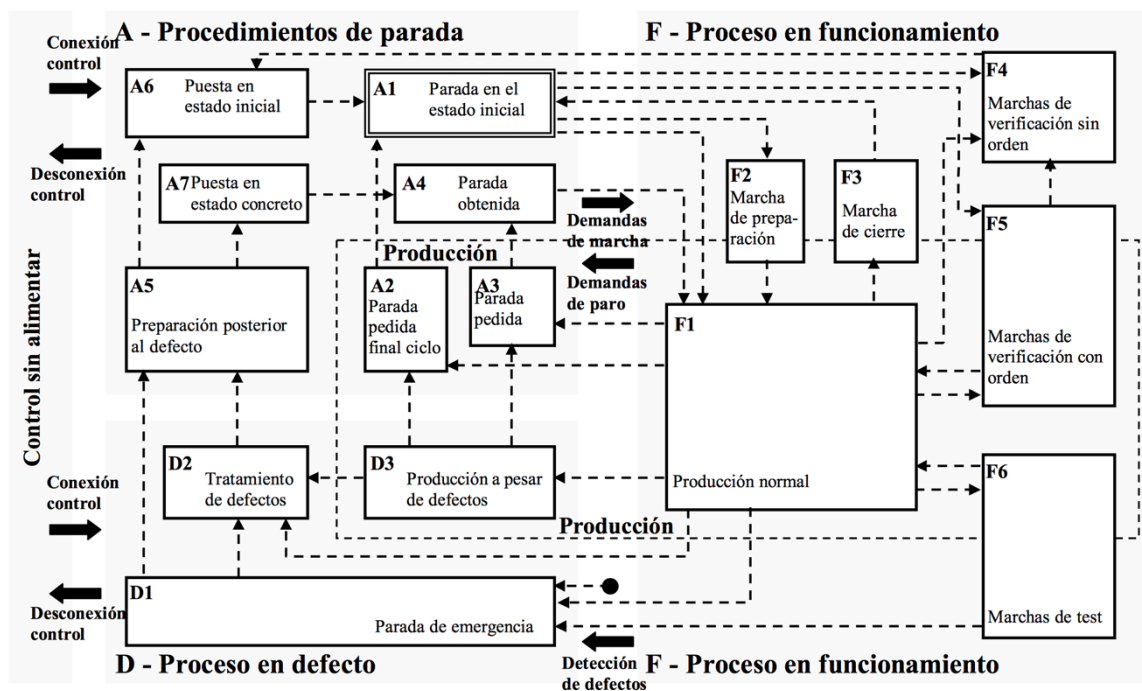 A - Procedimientos de parada
F - Proceso en funcionamiento
Conexión
control
A6
Puesta en
estado inicial
A1
Parada en el
estado inicial
F4
Marchas de
verificación sin
orden
Desconexión
control
A7
Puesta en
estado concreto
A4
Parada
obtenida
Demandas
de marcha
F2
Marcha
de prepa-
ración
F3
Marcha
de cierre
F5
Marchas de
verificación con
orden
Producción
Demandas
de paro
Control sin alimentar
A5
Preparación posterior
al defecto
A2
Parada
pedida
final ciclo
A3
Parada
pedida
F1
Producción normal
D2
Tratamiento
de defectos
D3
Producción a pesar
de defectos
F6
Marchas de test
Conexión
control
Producción
D1
Parada de emergencia
Desconexión
control
D - Proceso en defecto
Detección
de defectos
F - Proceso en funcionamiento